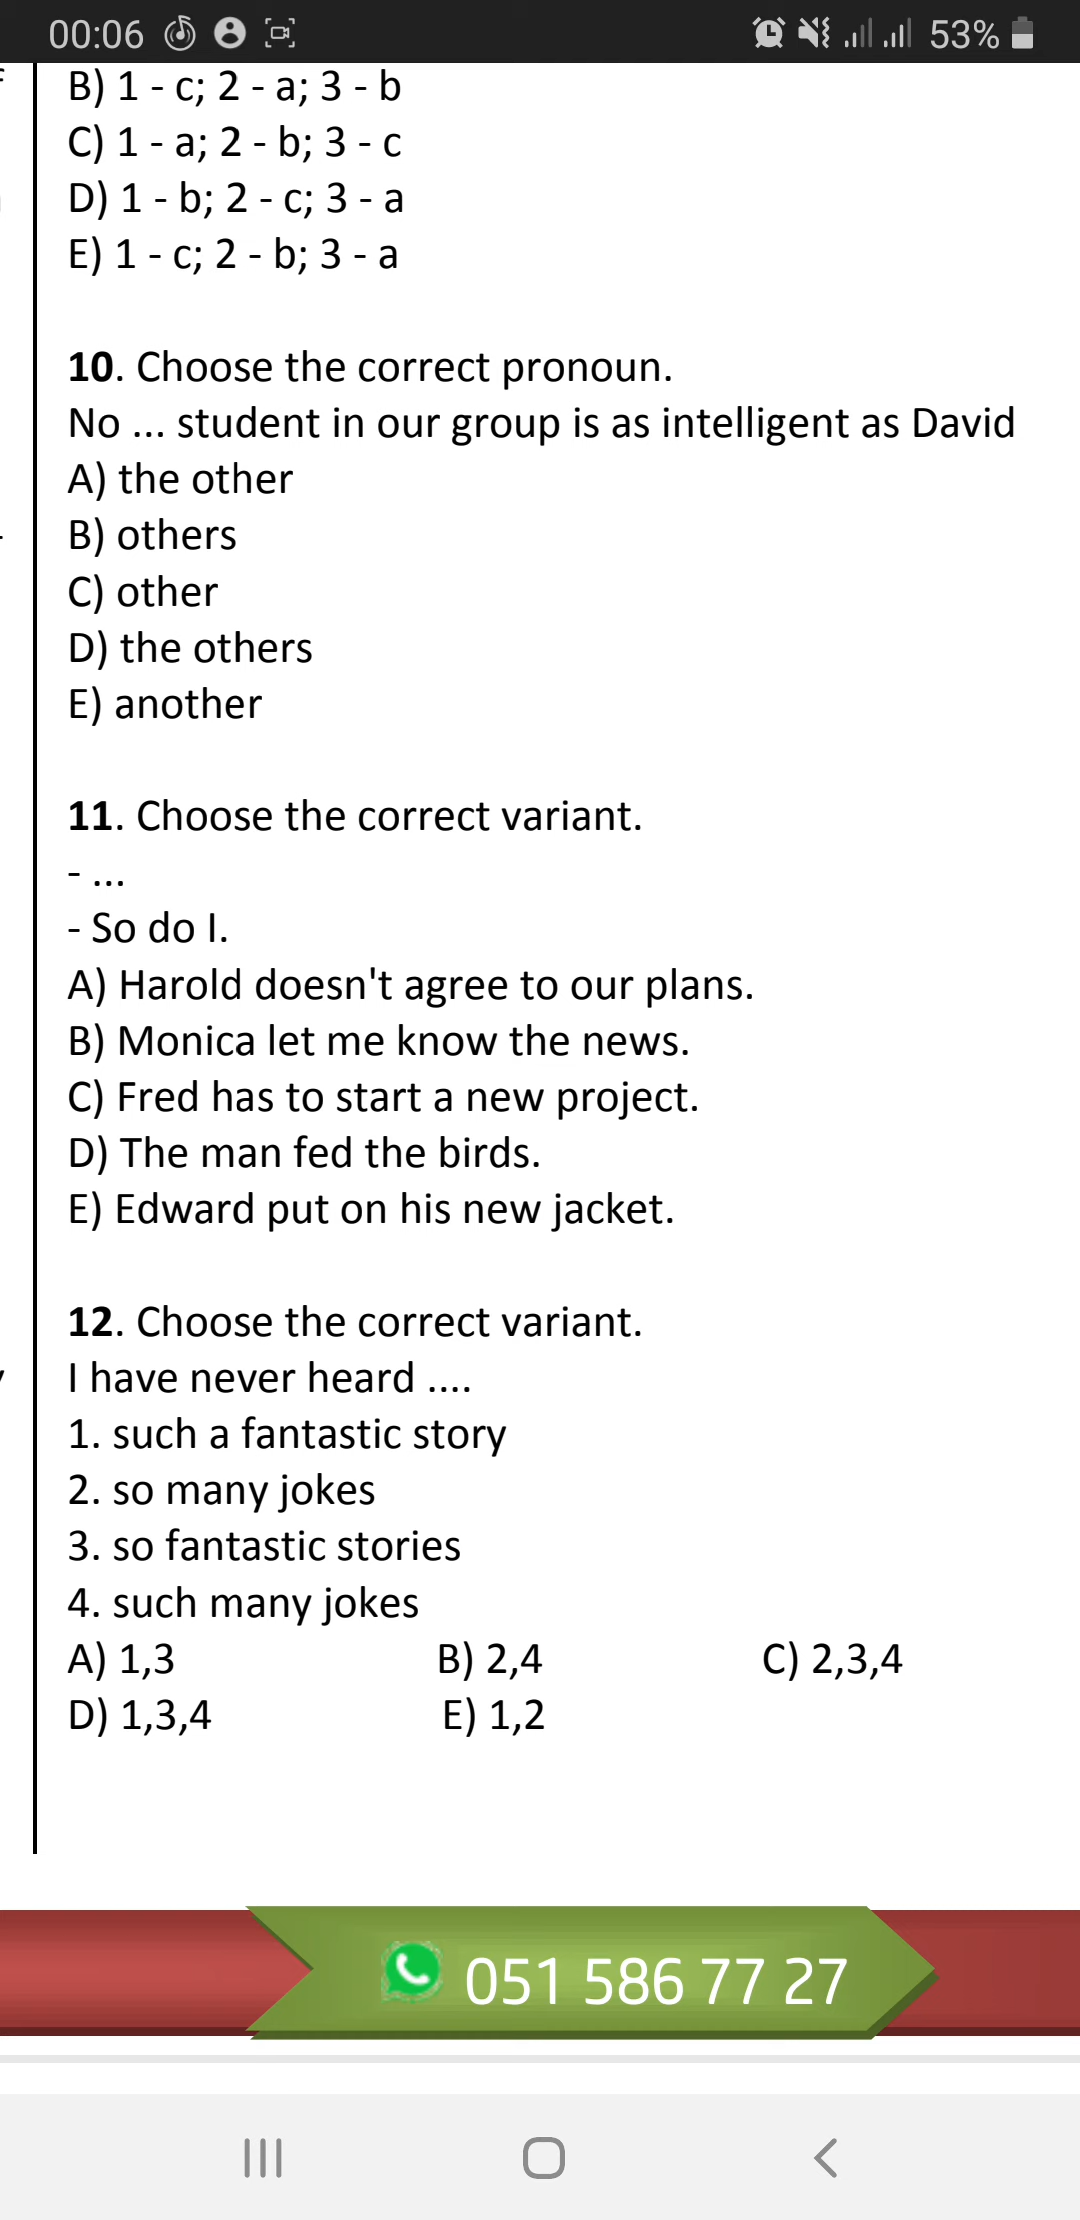 00:06
53%
B) 1 - c; 2 - a; 3 - b
C) 1 - a; 2 - b; 3 - c
D) 1 - b; 2 - c; 3 - a
E) 1 - c; 2 - b; 3 - a
10. Choose the correct pronoun.
No ... student in our group is as intelligent as David
A) the other
B) others
C) other
D) the others
E) another
11. Choose the correct variant.
- ...
- So do I.
A) Harold doesn't agree to our plans.
B) Monica let me know the news.
C) Fred has to start a new project.
D) The man fed the birds.
E) Edward put on his new jacket.
12. Choose the correct variant.
I have never heard ....
1. such a fantastic story
2. so many jokes
3. so fantastic stories
4. such many jokes
A) 1,3 B) 2,4 C) 2,3,4
D) 1,3,4 E) 1,2
051 586 77 27